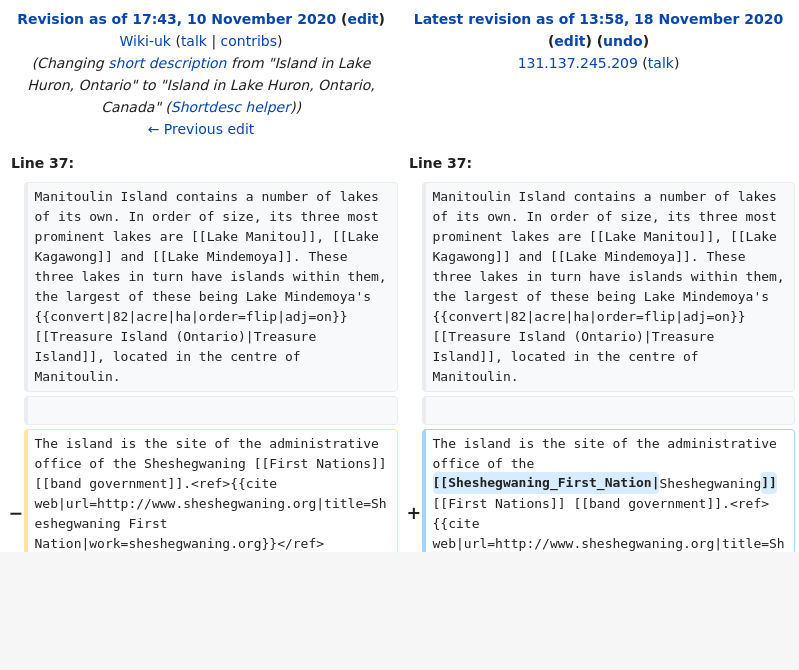 Revision as of 17:43, 10 November 2020 (edit)
Wiki-uk (talk | contribs)
(Changing short description from "Island in Lake
Huron, Ontario" to "Island in Lake Huron, Ontario,
Canada" (Shortdesc helper))
← Previous edit
Latest revision as of 13:58, 18 November 2020
(edit) (undo)
131.137.245.209 (talk)
Line 37:
Manitoulin Island contains a number of lakes
of its own. In order of size, its three most
prominent lakes are [[Lake Manitou]], [[Lake
Kagawong]] and [[Lake Mindemoya]]. These
three lakes in turn have islands within them,
the largest of these being Lake Mindemoya's
{{convert|82|acre|ha|order=flip|adj=on}}
[[Treasure Island (Ontario)|Treasure
Island]], located in the centre of
Manitoulin.
− The island is the site of the administrative
office of the Sheshegwaning [[First Nations]]
[[band government]].<ref>{{cite
web|url=http://www.sheshegwaning.org|title=Sh
eshegwaning First
Nation|work=sheshegwaning.org}}</ref>
Line 37:
Manitoulin Island contains a number of lakes
of its own. In order of size, its three most
prominent lakes are [[Lake Manitou]], [[Lake
Kagawong]] and [[Lake Mindemoya]]. These
three lakes in turn have islands within them,
the largest of these being Lake Mindemoya's
{{convert|82|acre|ha|order=flip|adj=on}}
[[Treasure Island (Ontario)|Treasure
Island]], located in the centre of
Manitoulin.
+ The island is the site of the administrative
office of the
[[Sheshegwaning_First_Nation|Sheshegwaning]]
[[First Nations]] [[band government]].<ref>
{{cite
web|url=http://www.sheshegwaning.org|title=Sh